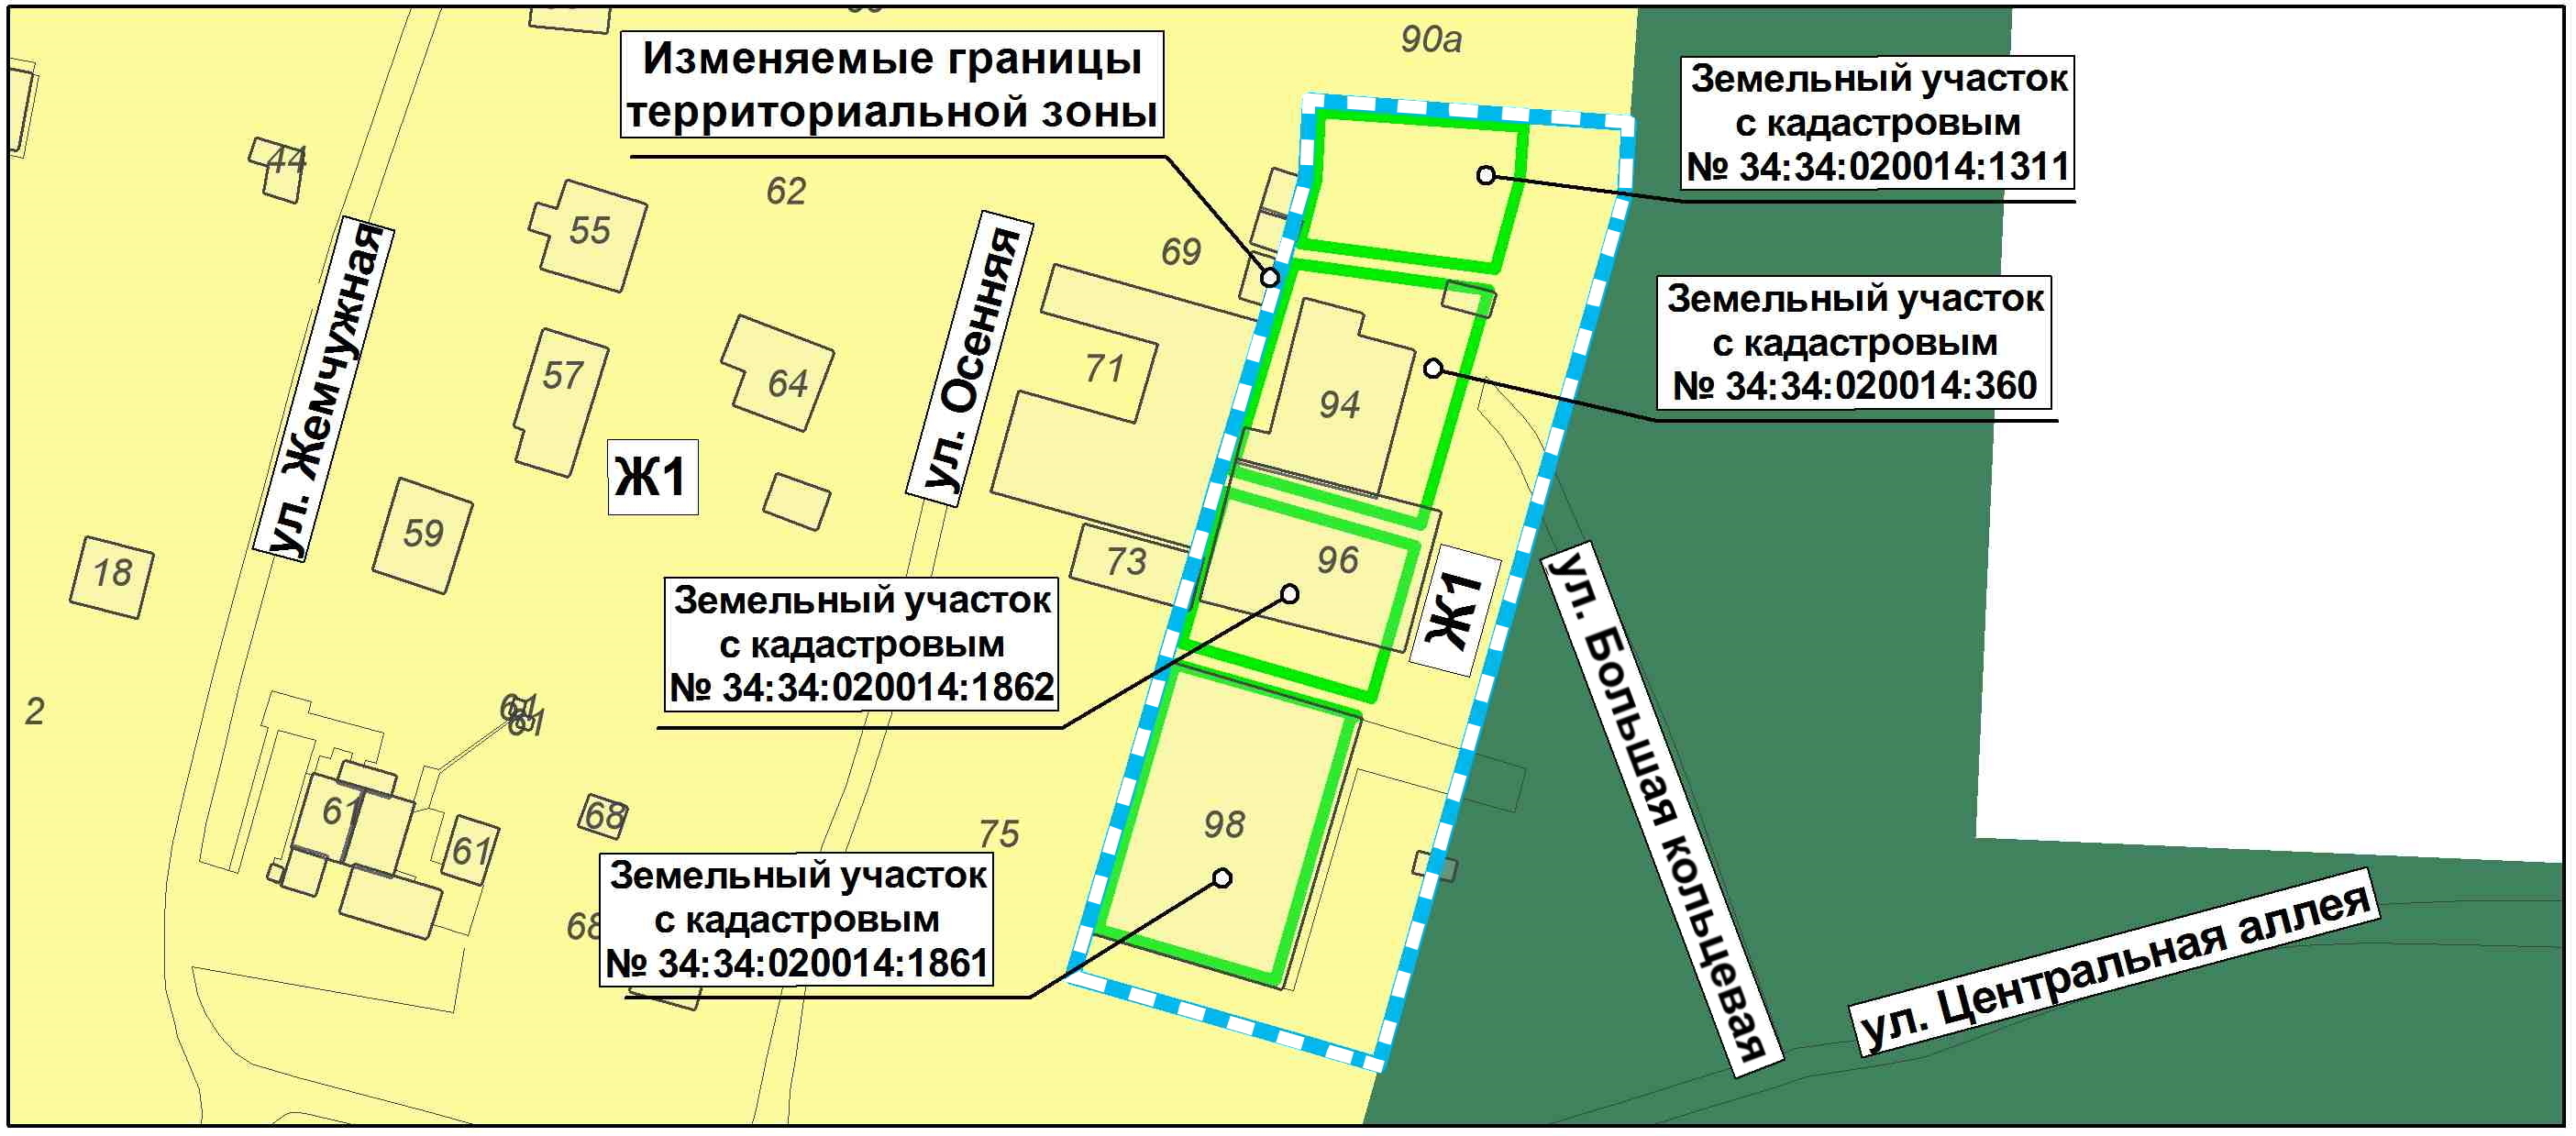 90а
Изменяемые границы
территориальной зоны
Земельный участок
с кадастровым
№ 34:34:020014:1311
44
55
62
69
ул. Жемчужная
ул. Осенняя
Земельный участок
с кадастровым
№ 34:34:020014:360
57
64
71
94
Ж1
59
18
73
96
Земельный участок
с кадастровым
№ 34:34:020014:1862
Ж1
ул. Большая кольцевая
2
61
61
61
61
68
75
98
Земельный участок
с кадастровым
№ 34:34:020014:1861
68
ул. Центральная аллея